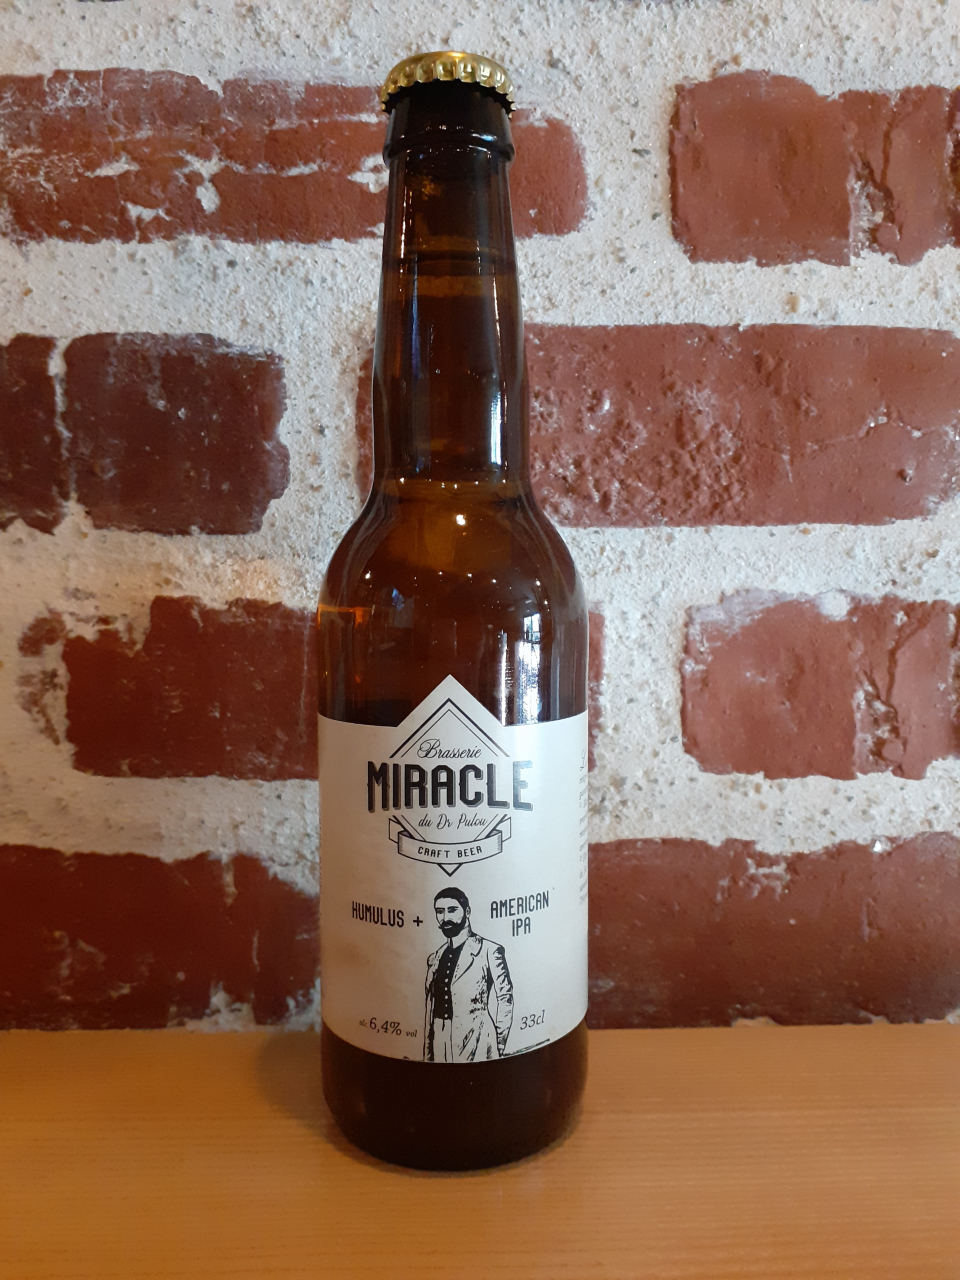 Brasserie
MIRACLE
du Dr Pulou
CRAFT BEER
HUMULUS +
AMERICAN
IPA
alc 6,4% vol
33cl